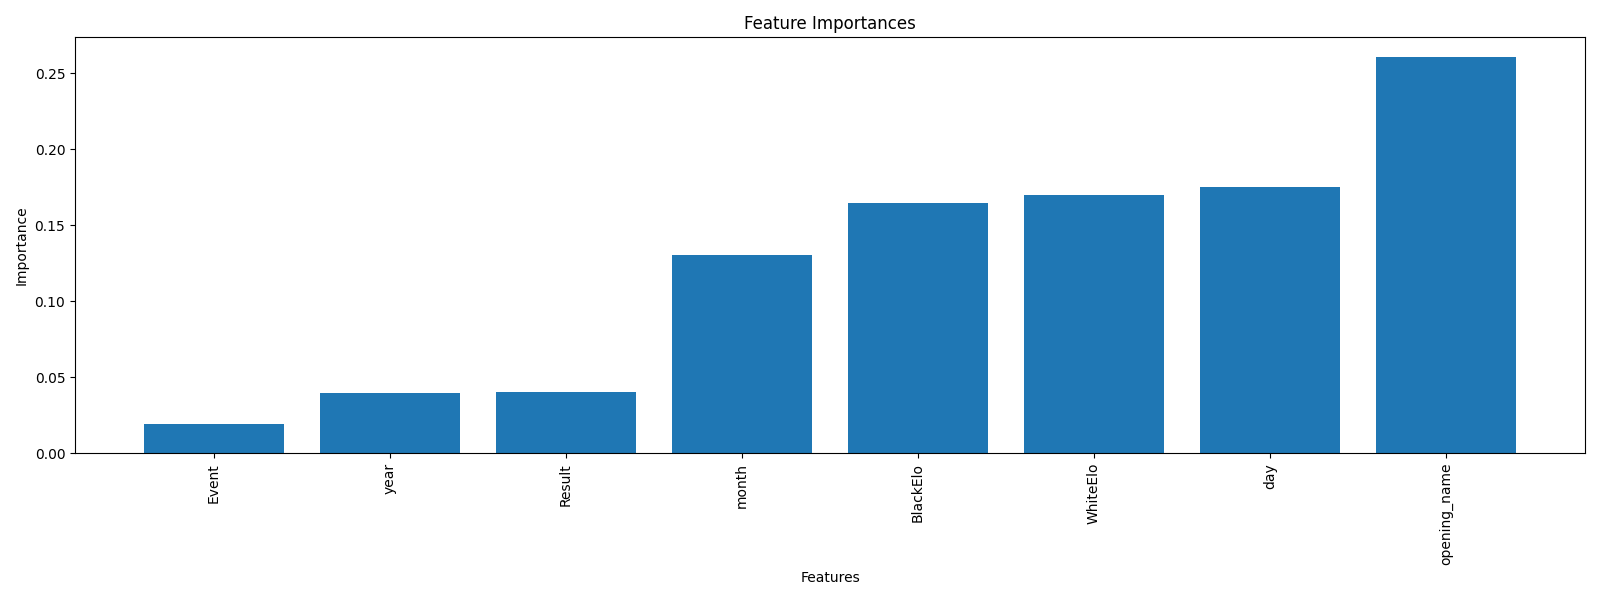 Feature Importances
Importance
0.25
0.20
0.15
0.10
0.05
0.00
Event
year
Result
month
BlackElo
WhiteElo
day
opening_name
Features